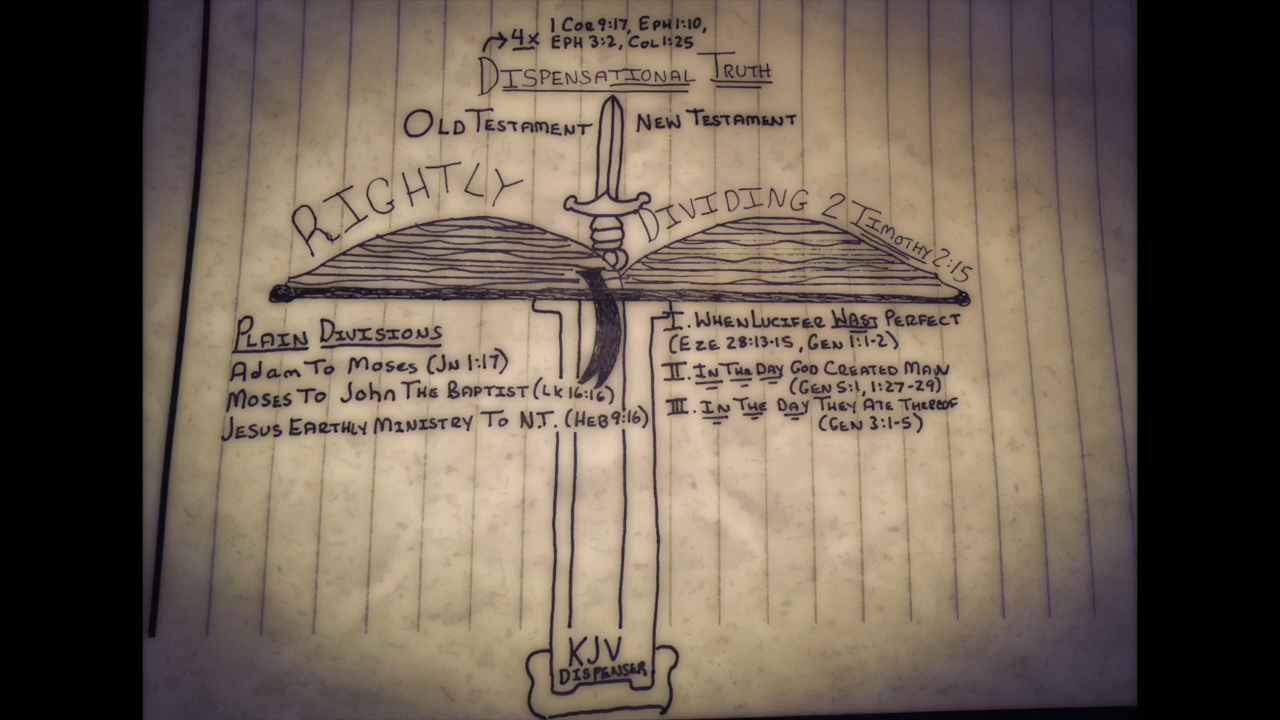 1 Cor 9:17, Eph 1:10,
4x Eph 3:2, Col 1:25
Dispensational Truth
Old Testament New Testament
Rightly Dividing 2 Timothy 2:15
Plain Divisions
Adam To Moses (Jn 1:17)
Moses To John The Baptist (Lk 16:16)
Jesus Earthly Ministry To N.T. (Heb 9:16)
I. When Lucifer Wast Perfect
(Eze 28:13-15, Gen 1:1-2)
II. In The Day God Created Man
(Gen 5:1, 1:27-29)
III. In The Day They Ate Thereof
(Gen 3:1-5)
KJV
Dispenser